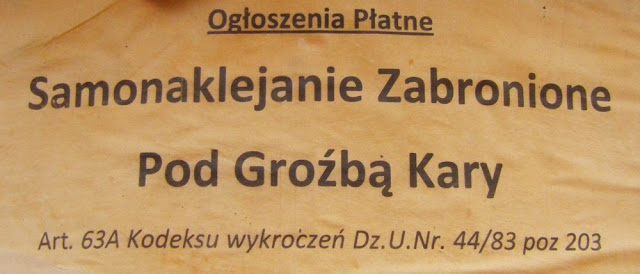 Ogłoszenia Płatne
Samonaklejanie Zabronione
Pod Groźbą Kary
Art. 63A Kodeksu wykroczeń Dz.U.Nr. 44/83 poz 203